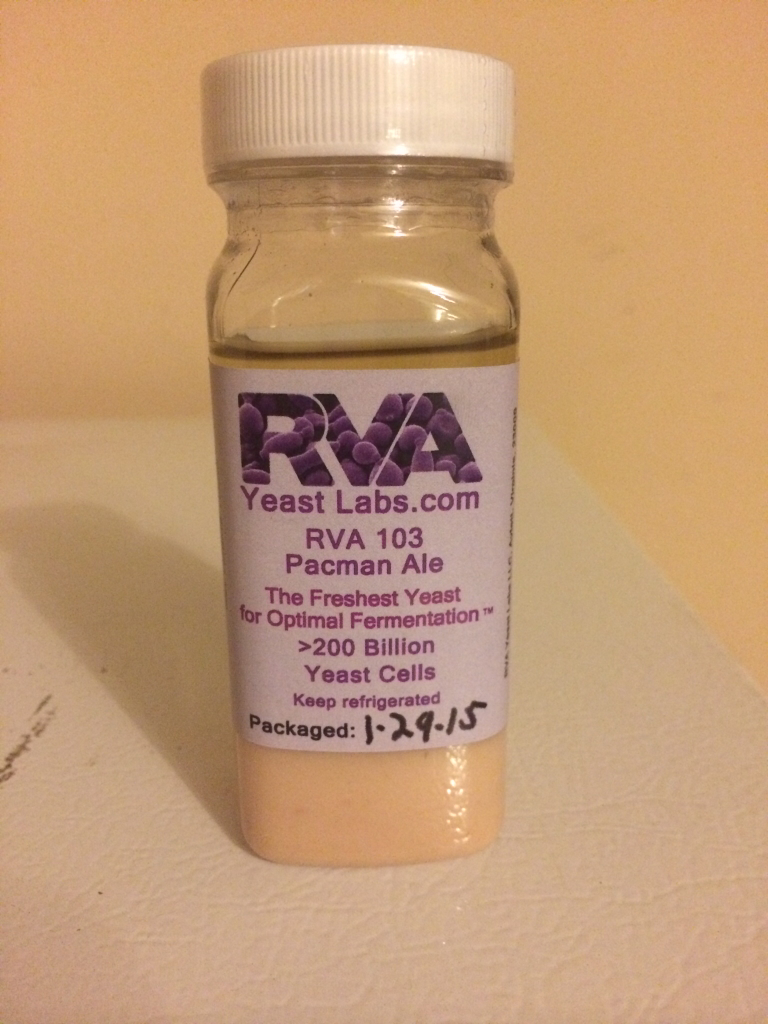 RVA
Yeast Labs.com
RVA 103
Pacman Ale
The Freshest Yeast
for Optimal Fermentation™
>200 Billion
Yeast Cells
Keep refrigerated
Packaged: 1-29-15